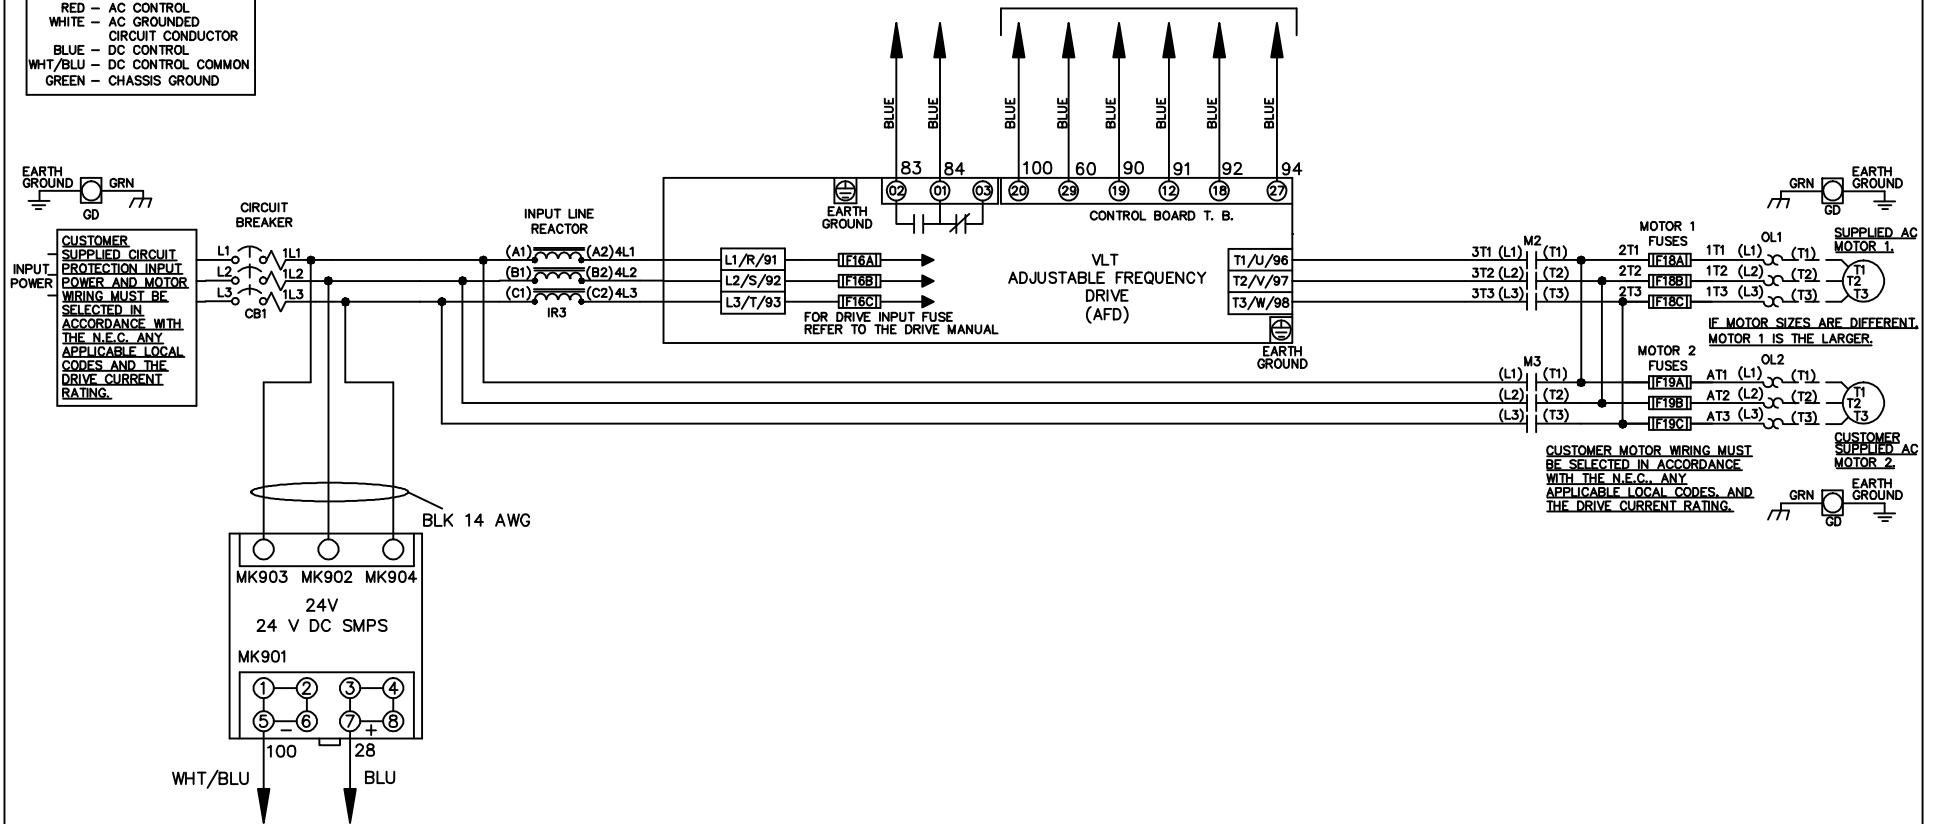 RED – AC CONTROL
WHITE – AC GROUNDED
CIRCUIT CONDUCTOR
BLUE – DC CONTROL
WHT/BLU – DC CONTROL COMMON
GREEN – CHASSIS GROUND
BLUE
BLUE
BLUE
BLUE
BLUE
BLUE
BLUE
BLUE
83
84
100
60
90
91
92
94
02
01
03
20
29
19
12
18
27
EARTH
GROUND
CONTROL BOARD T. B.
EARTH
GROUND
GRN
GD
CIRCUIT
BREAKER
INPUT LINE
REACTOR
INPUT
POWER
CUSTOMER
SUPPLIED CIRCUIT
PROTECTION INPUT
POWER AND MOTOR
WIRING MUST BE
SELECTED IN
ACCORDANCE WITH
THE N.E.C. ANY
APPLICABLE LOCAL
CODES AND THE
DRIVE CURRENT
RATING.
L1
L2
L3
CB1
1L1
1L2
1L3
(A1)
(B1)
(C1)
(A2) 4L1
(B2) 4L2
(C2) 4L3
IR3
L1/R/91
L2/S/92
L3/T/93
F16A
F16B
F16C
FOR DRIVE INPUT FUSE
REFER TO THE DRIVE MANUAL
VLT
ADJUSTABLE FREQUENCY
DRIVE
(AFD)
T1/U/96
T2/V/97
T3/W/98
EARTH
GROUND
3T1 (L1) M2 (T1)
3T2 (L2) (T2)
3T3 (L3) (T3)
MOTOR 1
FUSES
2T1 F18A 1T1 (L1) OL1 (T1)
2T2 F18B 1T2 (L2) (T2)
2T3 F18C 1T3 (L3) (T3)
GRN
GD
EARTH
GROUND
SUPPLIED AC
MOTOR 1.
T1
T2
T3
IF MOTOR SIZES ARE DIFFERENT,
MOTOR 1 IS THE LARGER.
M3
(L1) (T1)
(L2) (T2)
(L3) (T3)
MOTOR 2
FUSES
F19A AT1 (L1) OL2 (T1)
F19B AT2 (L2) (T2)
F19C AT3 (L3) (T3)
T1
T2
T3
CUSTOMER
SUPPLIED AC
MOTOR 2.
CUSTOMER MOTOR WIRING MUST
BE SELECTED IN ACCORDANCE
WITH THE N.E.C., ANY
APPLICABLE LOCAL CODES, AND
THE DRIVE CURRENT RATING.
GRN
GD
EARTH
GROUND
BLK 14 AWG
MK903 MK902 MK904
24V
24 V DC SMPS
MK901
1 2 3 4
5 6 7 8
– +
100
28
WHT/BLU
BLU